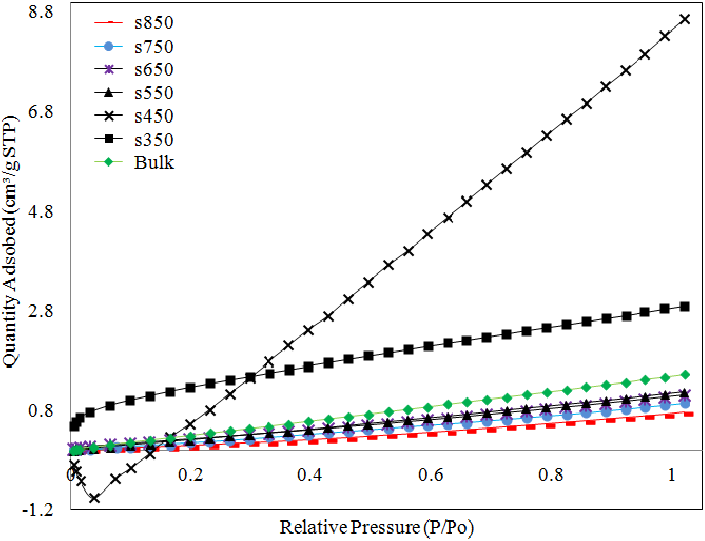 8.8
6.8
4.8
2.8
0.8
-1.2
Quantity Adsobed (cm³/g STP)
s850
s750
s650
s550
s450
s350
Bulk
0 0.2 0.4 0.6 0.8 1
Relative Pressure (P/Po)